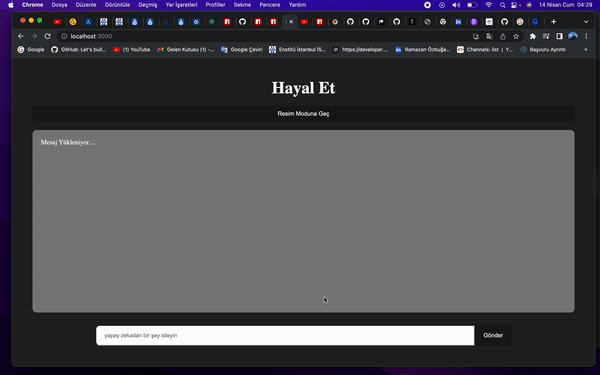 Chrome Dosya Düzenle Görüntüle Geçmiş Yer İşaretleri Profiller Sekme Pencere Yardım 14 Nisan Cum 04:29
localhost:3000
Google GitHub: Let's buil... (1) YouTube Gelen Kutusu (1) -... Google Çeviri Enstitü İstanbul İS... https://developer.... Ramazan Özbuğa... Channels: list | Y... Başvuru Ayrıntı »
Hayal Et
Resim Moduna Geç
Mesaj Yükleniyor....
yapay zekadan bir şey isteyin Gönder